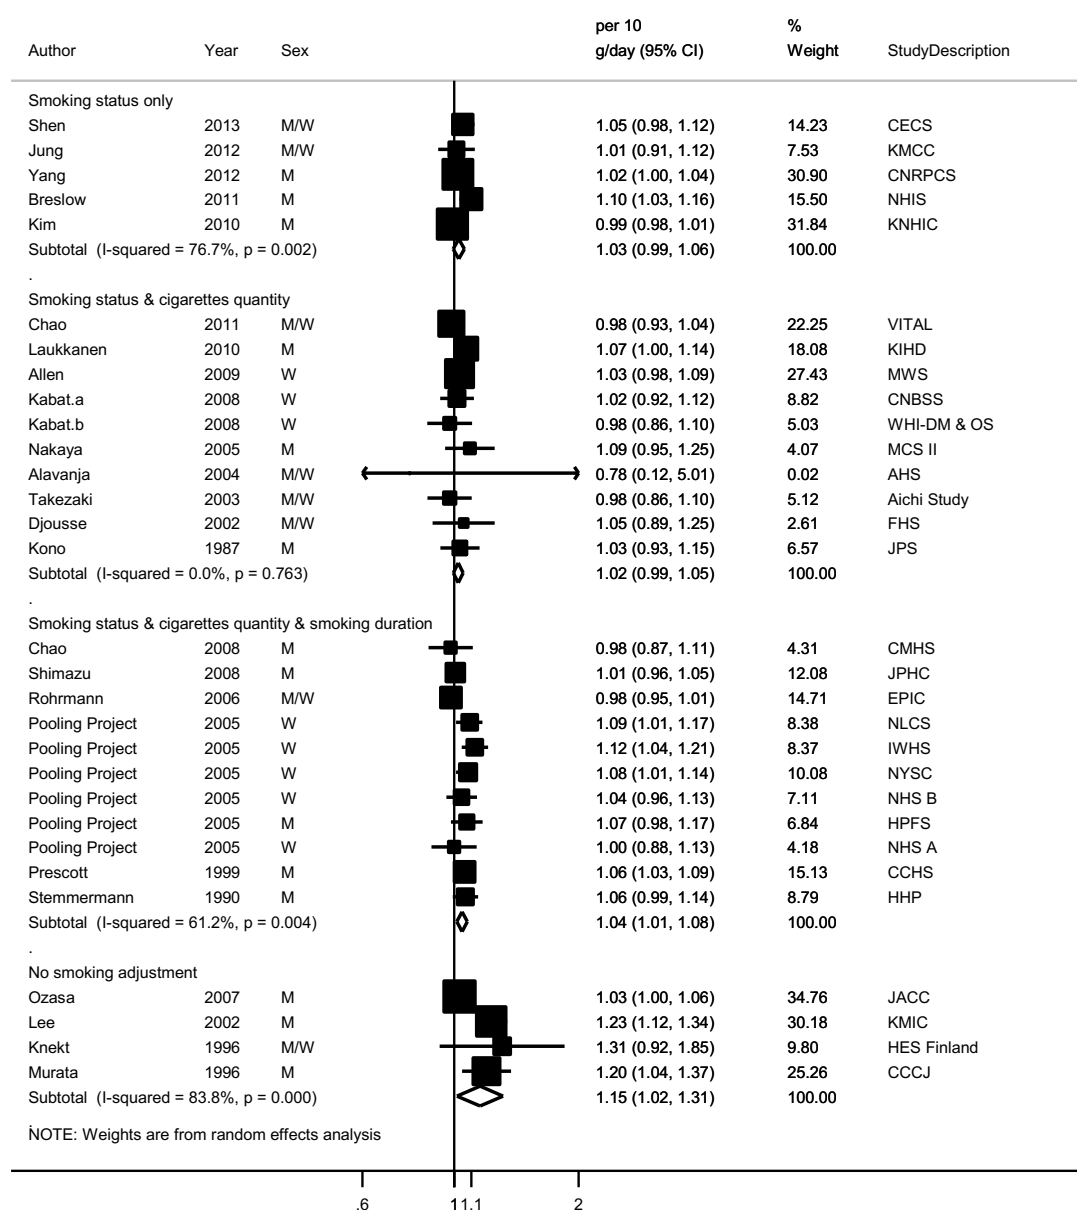 per 10 %
Author Year Sex g/day (95% CI) Weight StudyDescription
Smoking status only
Shen 2013 M/W 1.05 (0.98, 1.12) 14.23 CECS
Jung 2012 M/W 1.01 (0.91, 1.12) 7.53 KMCC
Yang 2012 M 1.02 (1.00, 1.04) 30.90 CNRPCS
Breslow 2011 M 1.10 (1.03, 1.16) 15.50 NHIS
Kim 2010 M 0.99 (0.98, 1.01) 31.84 KNHIC
Subtotal (I-squared = 76.7%, p = 0.002) 1.03 (0.99, 1.06) 100.00
.
Smoking status & cigarettes quantity
Chao 2011 M/W 0.98 (0.93, 1.04) 22.25 VITAL
Laukkanen 2010 M 1.07 (1.00, 1.14) 18.08 KIHD
Allen 2009 W 1.03 (0.98, 1.09) 27.43 MWS
Kabat.a 2008 W 1.02 (0.92, 1.12) 8.82 CNBSS
Kabat.b 2008 W 0.98 (0.86, 1.10) 5.03 WHI-DM & OS
Nakaya 2005 M 1.09 (0.95, 1.25) 4.07 MCS II
Alavanja 2004 M/W 0.78 (0.12, 5.01) 0.02 AHS
Takezaki 2003 M/W 0.98 (0.86, 1.10) 5.12 Aichi Study
Djousse 2002 M/W 1.05 (0.89, 1.25) 2.61 FHS
Kono 1987 M 1.03 (0.93, 1.15) 6.57 JPS
Subtotal (I-squared = 0.0%, p = 0.763) 1.02 (0.99, 1.05) 100.00
.
Smoking status & cigarettes quantity & smoking duration
Chao 2008 M 0.98 (0.87, 1.11) 4.31 CMHS
Shimazu 2008 M 1.01 (0.96, 1.05) 12.08 JPHC
Rohrmann 2006 M/W 0.98 (0.95, 1.01) 14.71 EPIC
Pooling Project 2005 W 1.09 (1.01, 1.17) 8.38 NLCS
Pooling Project 2005 W 1.12 (1.04, 1.21) 8.37 IWHS
Pooling Project 2005 W 1.08 (1.01, 1.14) 10.08 NYSC
Pooling Project 2005 W 1.04 (0.96, 1.13) 7.11 NHS B
Pooling Project 2005 M 1.07 (0.98, 1.17) 6.84 HPFS
Pooling Project 2005 W 1.00 (0.88, 1.13) 4.18 NHS A
Prescott 1999 M 1.06 (1.03, 1.09) 15.13 CCHS
Stemmermann 1990 M 1.06 (0.99, 1.14) 8.79 HHP
Subtotal (I-squared = 61.2%, p = 0.004) 1.04 (1.01, 1.08) 100.00
.
No smoking adjustment
Ozasa 2007 M 1.03 (1.00, 1.06) 34.76 JACC
Lee 2002 M 1.23 (1.12, 1.34) 30.18 KMIC
Knekt 1996 M/W 1.31 (0.92, 1.85) 9.80 HES Finland
Murata 1996 M 1.20 (1.04, 1.37) 25.26 CCCJ
Subtotal (I-squared = 83.8%, p = 0.000) 1.15 (1.02, 1.31) 100.00
.
NOTE: Weights are from random effects analysis
.6 1 1.1 2